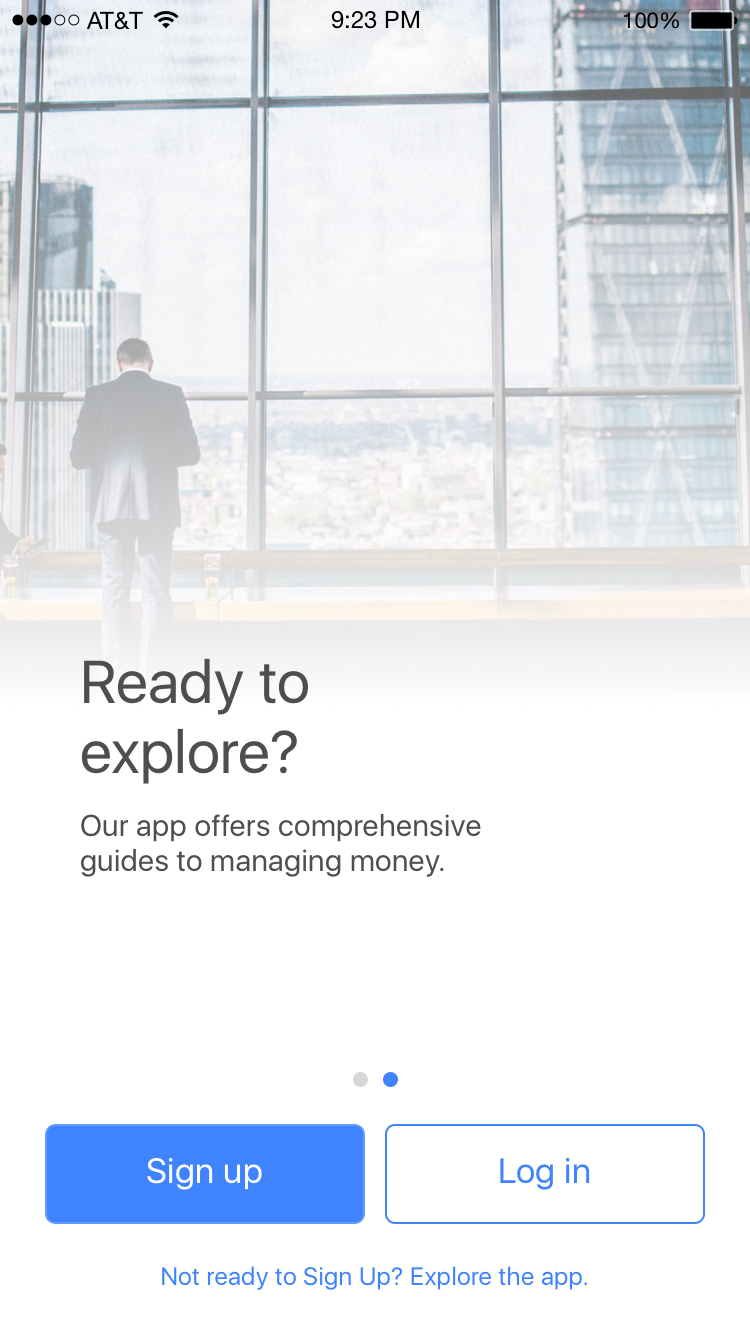 AT&T 9:23 PM 100%
Ready to
explore?
Our app offers comprehensive
guides to managing money.
Sign up Log in
Not ready to Sign Up? Explore the app.